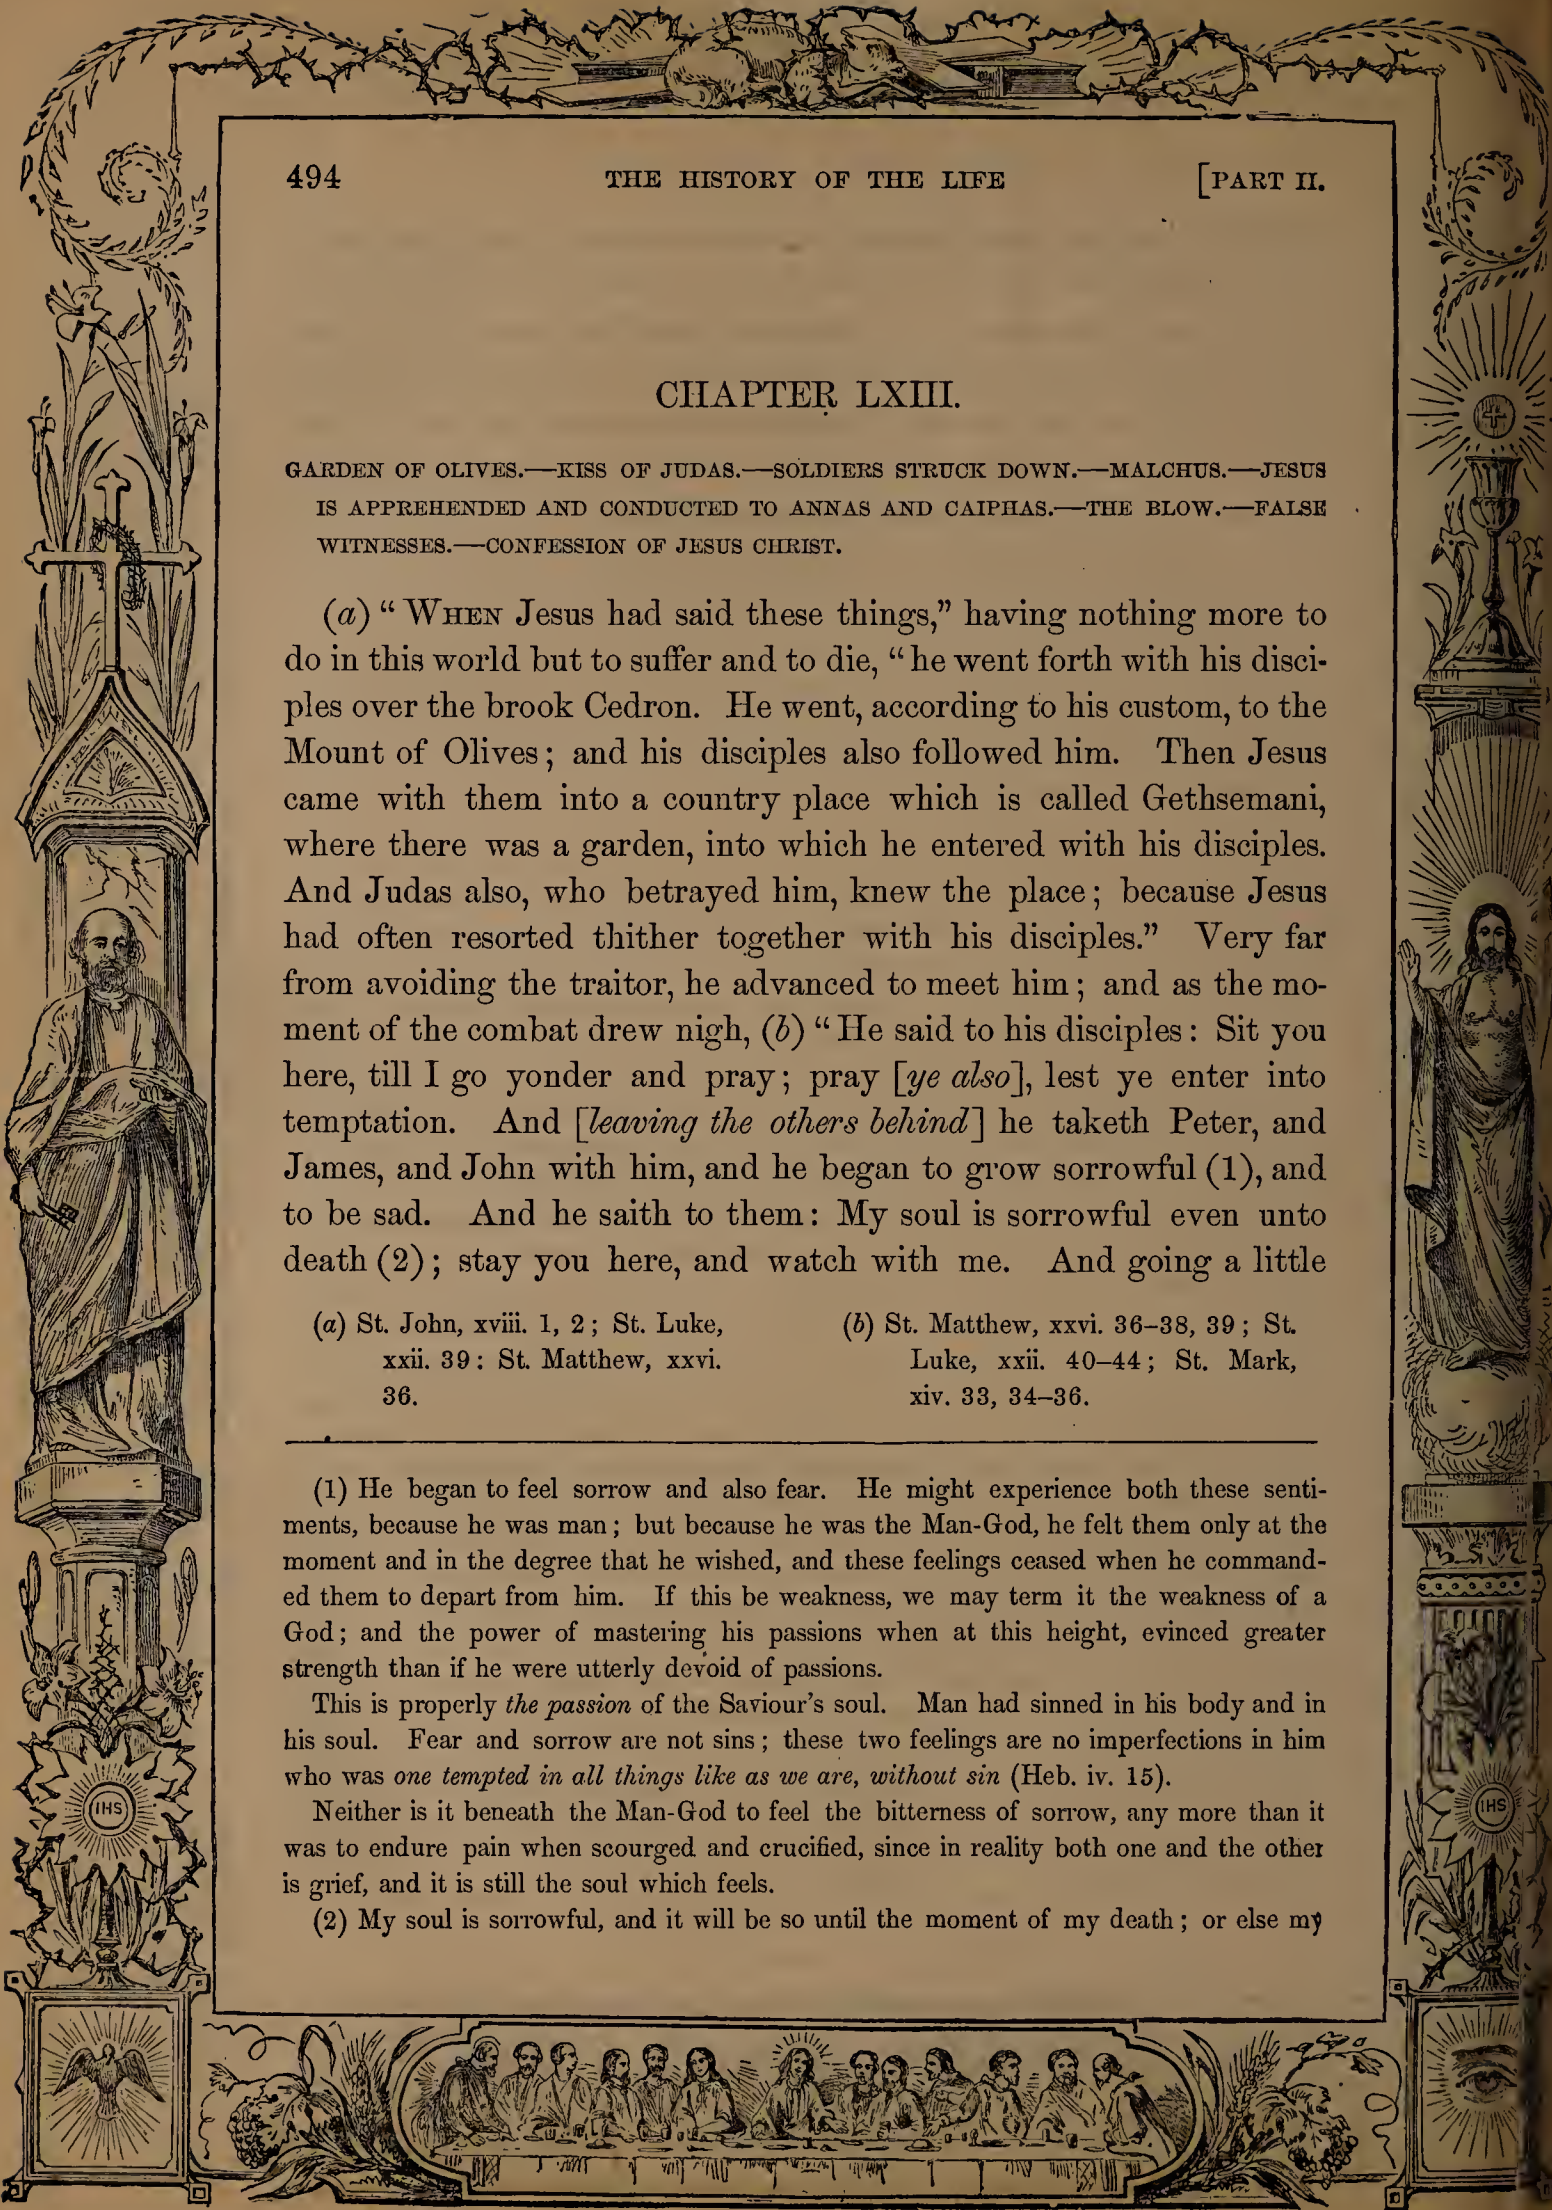 494 THE HISTORY OF THE LIFE [PART II.
CHAPTER LXIII.
GARDEN OF OLIVES.—KISS OF JUDAS.—SOLDIERS STRUCK DOWN.—MALCHUS.—JESUS
IS APPREHENDED AND CONDUCTED TO ANNAS AND CAIPHAS.—THE BLOW.—FALSE
WITNESSES.—CONFESSION OF JESUS CHRIST.
(a) “WHEN Jesus had said these things,” having nothing more to
do in this world but to suffer and to die, “he went forth with his disci-
ples over the brook Cedron. He went, according to his custom, to the
Mount of Olives; and his disciples also followed him. Then Jesus
came with them into a country place which is called Gethsemani,
where there was a garden, into which he entered with his disciples.
And Judas also, who betrayed him, knew the place; because Jesus
had often resorted thither together with his disciples.” Very far
from avoiding the traitor, he advanced to meet him; and as the mo-
ment of the combat drew nigh, (b) “He said to his disciples: Sit you
here, till I go yonder and pray; pray [ye also], lest ye enter into
temptation. And [leaving the others behind] he taketh Peter, and
James, and John with him, and he began to grow sorrowful (1), and
to be sad. And he saith to them: My soul is sorrowful even unto
death (2); stay you here, and watch with me. And going a little
(a) St. John, xviii. 1, 2; St. Luke,
xxii. 39: St. Matthew, xxvi.
36.
(b) St. Matthew, xxvi. 36–38, 39; St.
Luke, xxii. 40–44; St. Mark,
xiv. 33, 34–36.
(1) He began to feel sorrow and also fear. He might experience both these senti-
ments, because he was man; but because he was the Man-God, he felt them only at the
moment and in the degree that he wished, and these feelings ceased when he command-
ed them to depart from him. If this be weakness, we may term it the weakness of a
God; and the power of mastering his passions when at this height, evinced greater
strength than if he were utterly devoid of passions.
This is properly the passion of the Saviour’s soul. Man had sinned in his body and in
his soul. Fear and sorrow are not sins; these two feelings are no imperfections in him
who was one tempted in all things like as we are, without sin (Heb. iv. 15).
Neither is it beneath the Man-God to feel the bitterness of sorrow, any more than it
was to endure pain when scourged and crucified, since in reality both one and the other
is grief, and it is still the soul which feels.
(2) My soul is sorrowful, and it will be so until the moment of my death; or else my
IHS
IHS